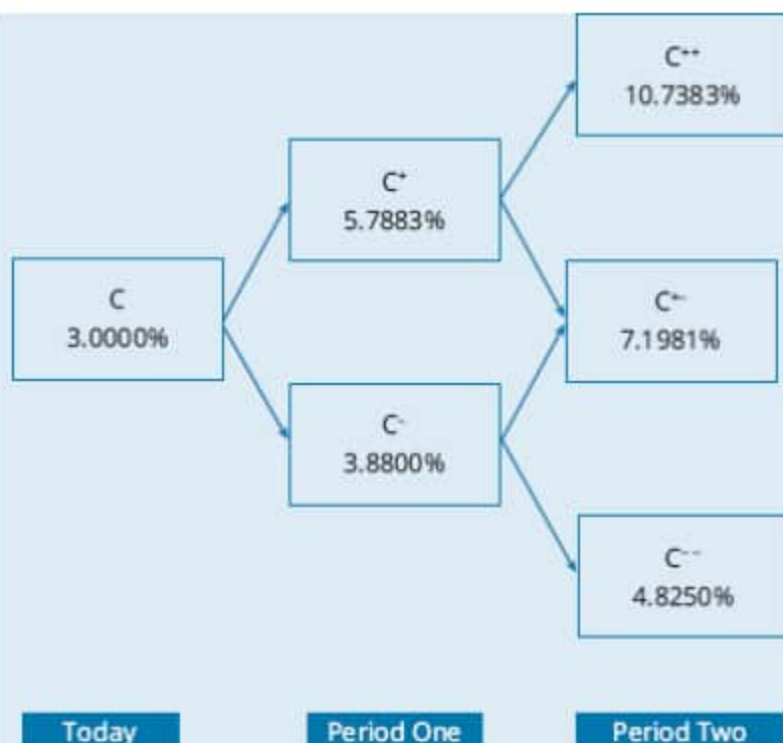 C⁺⁺
10.7383%
C⁺
5.7883%
C
3.0000%
C⁺⁻
7.1981%
C⁻
3.8800%
C⁻⁻
4.8250%
Today
Period One
Period Two